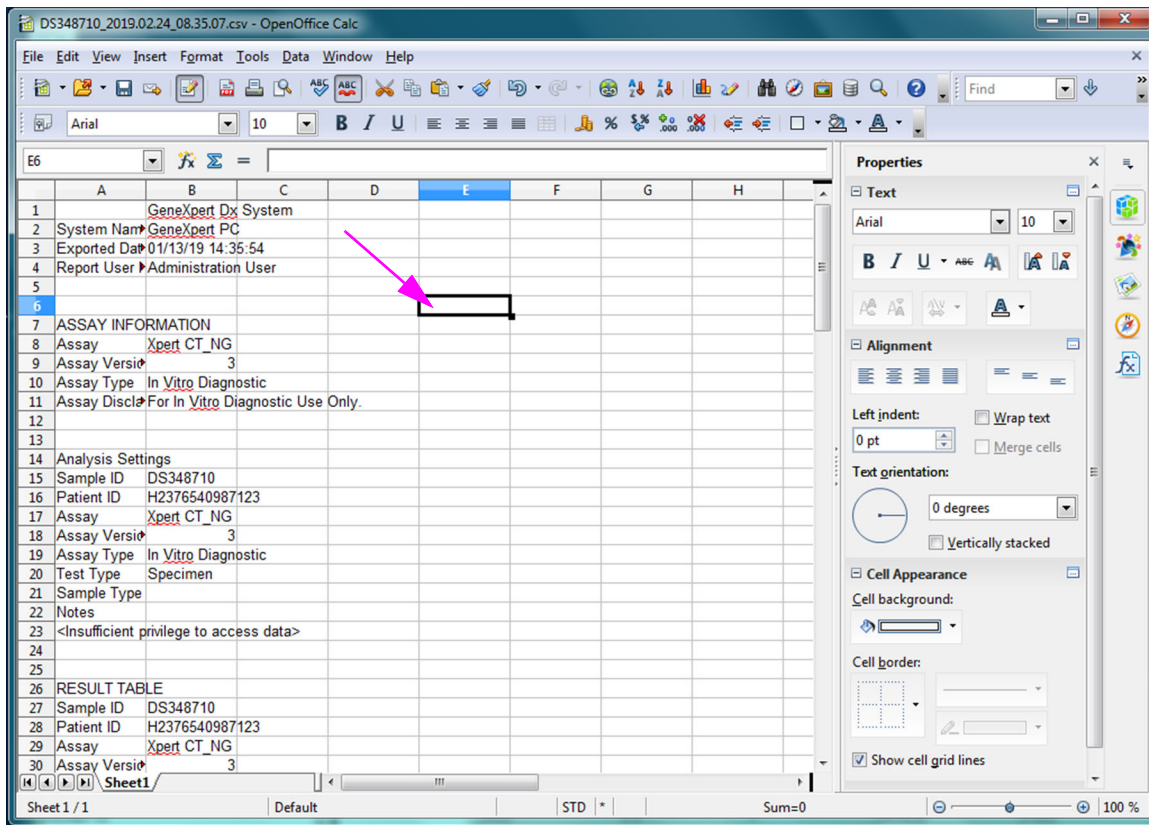 DS348710_2019.02.24_08.35.07.csv - OpenOffice Calc
File Edit View Insert Format Tools Data Window Help
Find
Arial 10
E6
A B C D E F G H
1 GeneXpert Dx System
2 System Nam GeneXpert PC
3 Exported Dat 01/13/19 14:35:54
4 Report User Administration User
5
6
7 ASSAY INFORMATION
8 Assay Xpert CT_NG
9 Assay Versio 3
10 Assay Type In Vitro Diagnostic
11 Assay Discla For In Vitro Diagnostic Use Only.
12
13
14 Analysis Settings
15 Sample ID DS348710
16 Patient ID H2376540987123
17 Assay Xpert CT_NG
18 Assay Versio 3
19 Assay Type In Vitro Diagnostic
20 Test Type Specimen
21 Sample Type
22 Notes
23 <Insufficient privilege to access data>
24
25
26 RESULT TABLE
27 Sample ID DS348710
28 Patient ID H2376540987123
29 Assay Xpert CT_NG
30 Assay Versio 3
Sheet1
Sheet 1 / 1 Default STD * Sum=0 100 %
Properties
Text
Arial 10
Alignment
Left indent:
Wrap text
0 pt
Merge cells
Text orientation:
0 degrees
Vertically stacked
Cell Appearance
Cell background:
Cell border:
Show cell grid lines